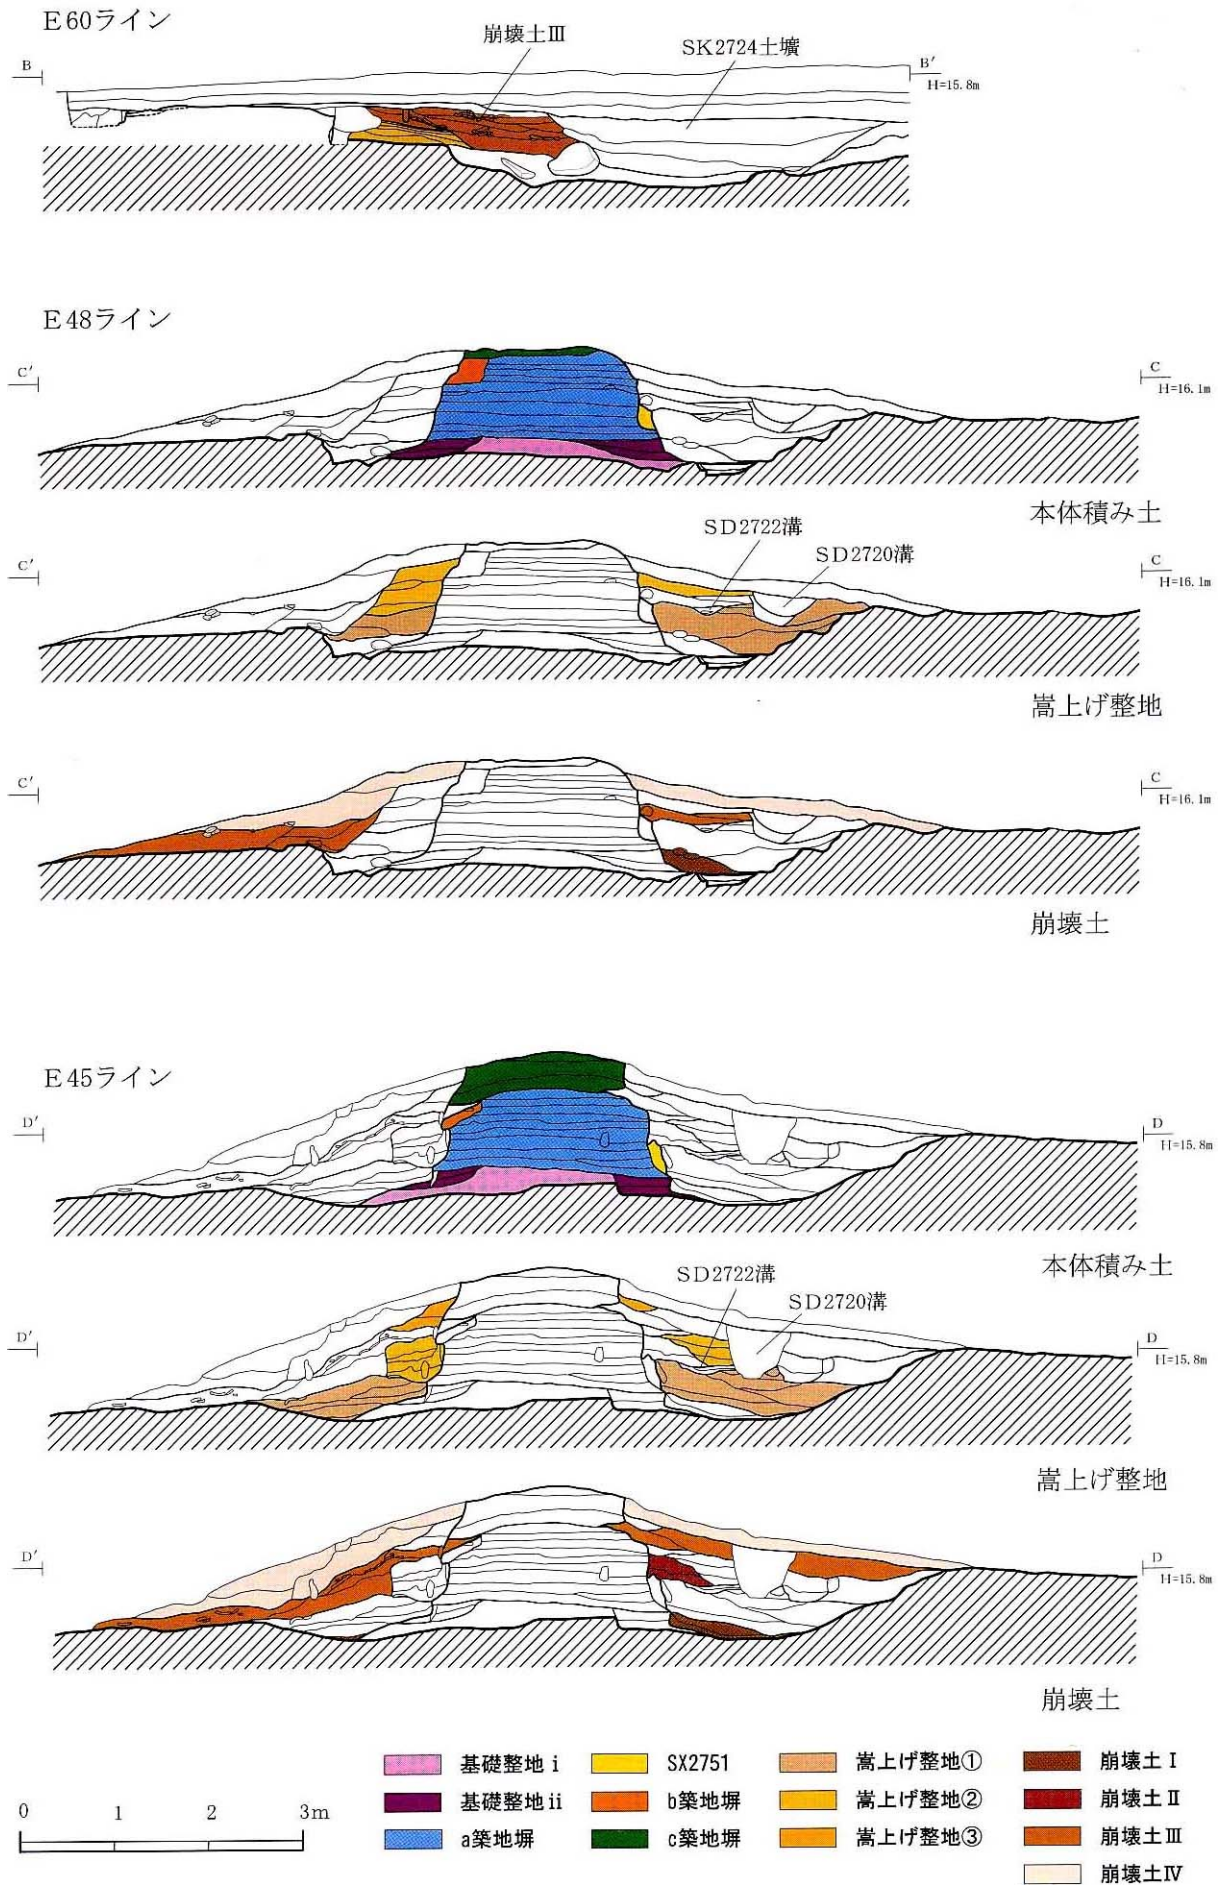 E60ライン
崩壊土Ⅲ
SK2724土壙
B
B′
H=15.8m
E48ライン
C′
C
H=16.1m
本体積み土
SD2722溝
SD2720溝
C′
C
H=16.1m
嵩上げ整地
C′
C
H=16.1m
崩壊土
E45ライン
D′
D
H=15.8m
本体積み土
SD2722溝
SD2720溝
D′
D
H=15.8m
嵩上げ整地
D′
D
H=15.8m
崩壊土
基礎整地ⅰ
SX2751
嵩上げ整地①
崩壊土Ⅰ
基礎整地ⅱ
b築地塀
嵩上げ整地②
崩壊土Ⅱ
a築地塀
c築地塀
嵩上げ整地③
崩壊土Ⅲ
崩壊土Ⅳ
0 1 2 3m